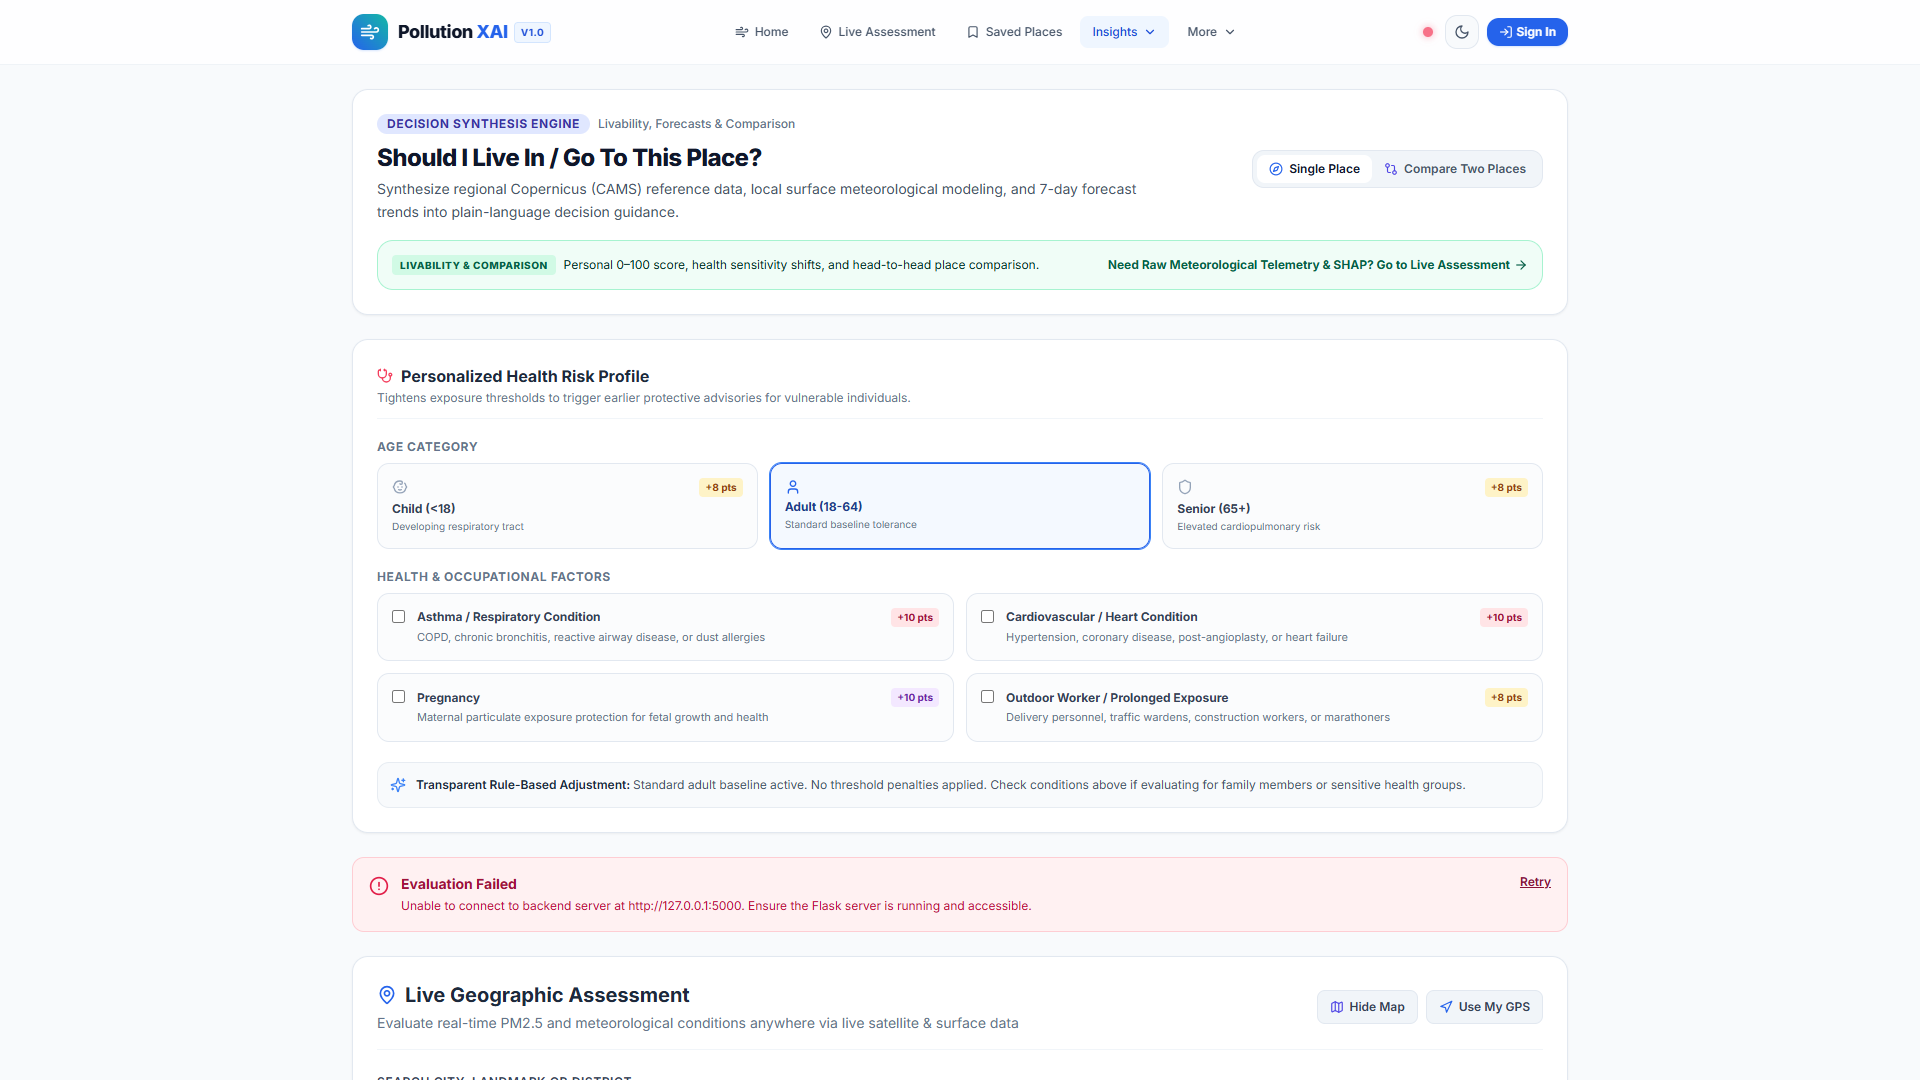 Pollution XAI V1.0
Home
Live Assessment
Saved Places
Insights
More
Sign In
DECISION SYNTHESIS ENGINE Livability, Forecasts & Comparison
Should I Live In / Go To This Place?
Synthesize regional Copernicus (CAMS) reference data, local surface meteorological modeling, and 7-day forecast
trends into plain-language decision guidance.
Single Place
Compare Two Places
LIVABILITY & COMPARISON Personal 0–100 score, health sensitivity shifts, and head-to-head place comparison.
Need Raw Meteorological Telemetry & SHAP? Go to Live Assessment →
Personalized Health Risk Profile
Tightens exposure thresholds to trigger earlier protective advisories for vulnerable individuals.
AGE CATEGORY
+8 pts
Child (<18)
Developing respiratory tract
Adult (18-64)
Standard baseline tolerance
+8 pts
Senior (65+)
Elevated cardiopulmonary risk
HEALTH & OCCUPATIONAL FACTORS
Asthma / Respiratory Condition +10 pts
COPD, chronic bronchitis, reactive airway disease, or dust allergies
Cardiovascular / Heart Condition +10 pts
Hypertension, coronary disease, post-angioplasty, or heart failure
Pregnancy +10 pts
Maternal particulate exposure protection for fetal growth and health
Outdoor Worker / Prolonged Exposure +8 pts
Delivery personnel, traffic wardens, construction workers, or marathoners
Transparent Rule-Based Adjustment: Standard adult baseline active. No threshold penalties applied. Check conditions above if evaluating for family members or sensitive health groups.
Evaluation Failed
Retry
Unable to connect to backend server at http://127.0.0.1:5000. Ensure the Flask server is running and accessible.
Live Geographic Assessment
Evaluate real-time PM2.5 and meteorological conditions anywhere via live satellite & surface data
Hide Map
Use My GPS
SEARCH CITY, LANDMARK OR DISTRICT